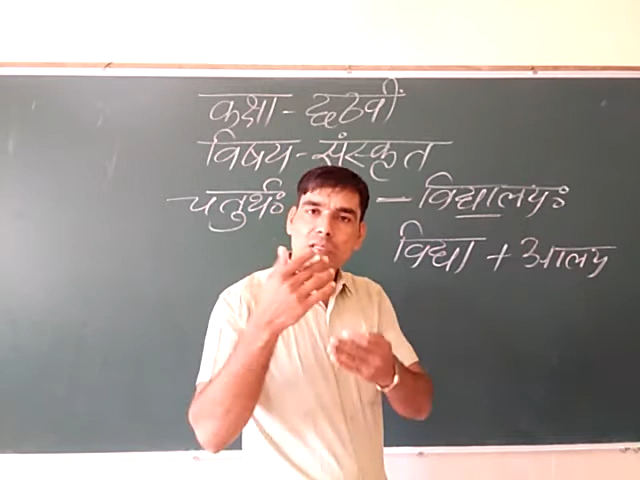 कक्षा - छठवीं
विषय - संस्कृत
चतुर्थः - विद्यालयः
विद्या + आलय